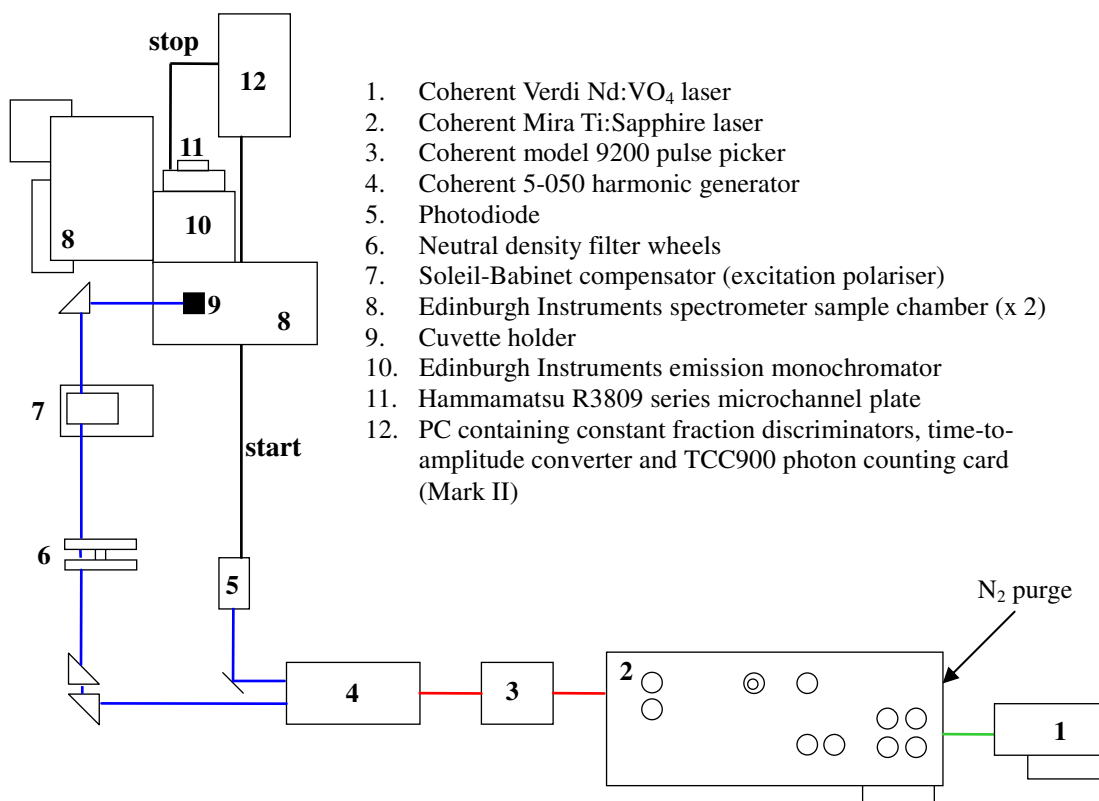 stop
12
11
10
8
9
8
7
start
6
5
4
3
2
1
N₂ purge
1. Coherent Verdi Nd:VO₄ laser
2. Coherent Mira Ti:Sapphire laser
3. Coherent model 9200 pulse picker
4. Coherent 5-050 harmonic generator
5. Photodiode
6. Neutral density filter wheels
7. Soleil-Babinet compensator (excitation polariser)
8. Edinburgh Instruments spectrometer sample chamber (x 2)
9. Cuvette holder
10. Edinburgh Instruments emission monochromator
11. Hammamatsu R3809 series microchannel plate
12. PC containing constant fraction discriminators, time-to-
amplitude converter and TCC900 photon counting card
(Mark II)